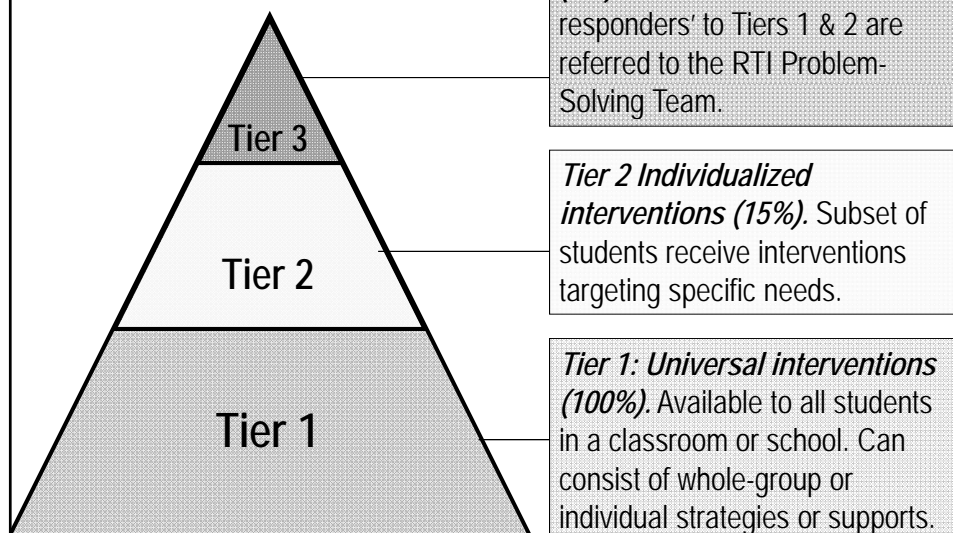 responders’ to Tiers 1 & 2 are
referred to the RTI Problem-
Solving Team.
Tier 3
Tier 2 Individualized
interventions (15%). Subset of
students receive interventions
targeting specific needs.
Tier 2
Tier 1: Universal interventions
(100%). Available to all students
in a classroom or school. Can
consist of whole-group or
individual strategies or supports.
Tier 1